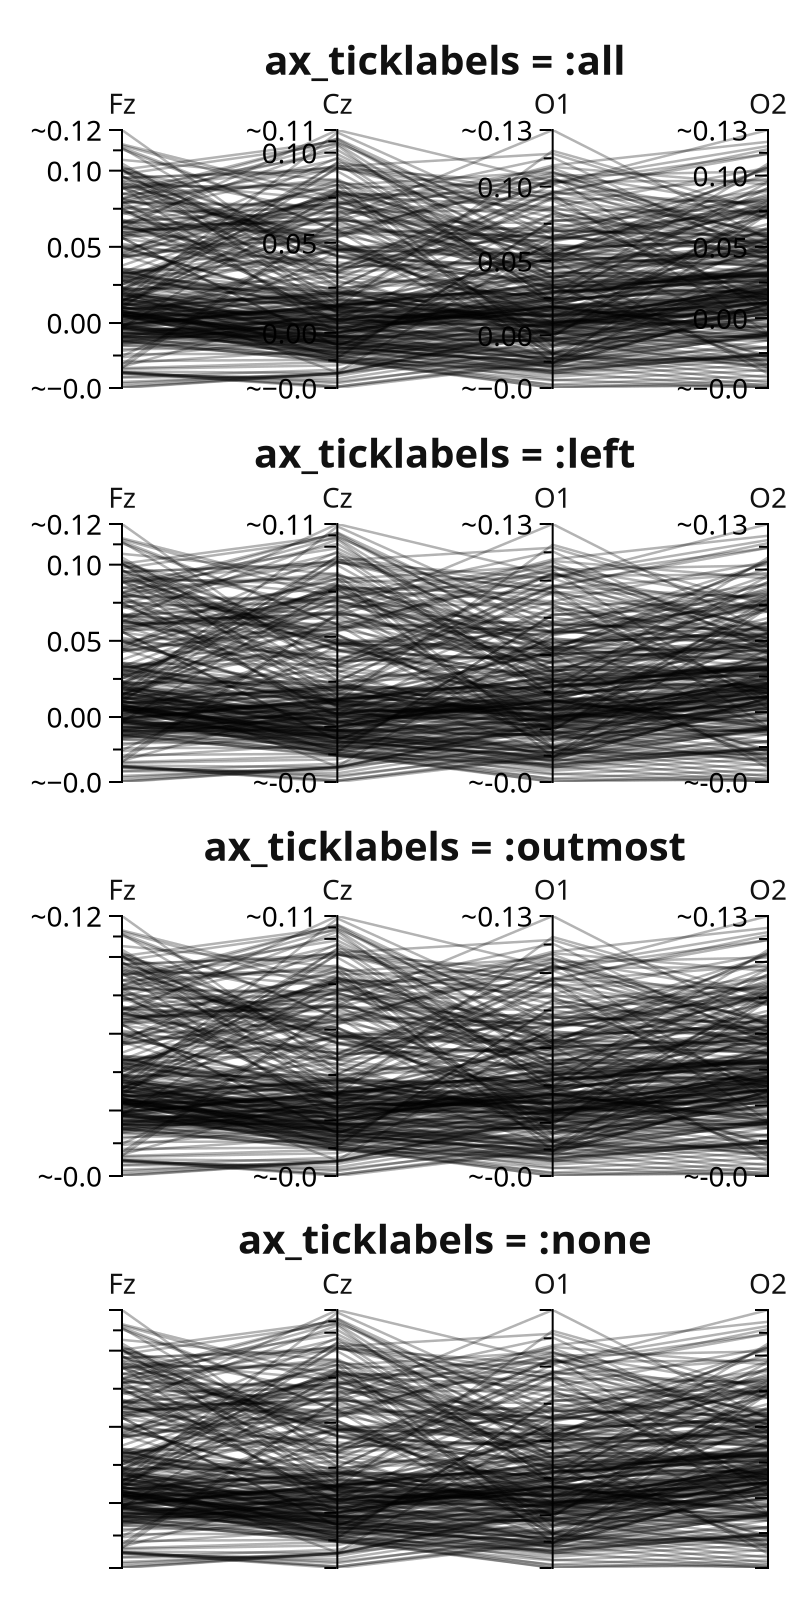 ax_ticklabels = :all
Fz Cz O1 O2
~0.12 ~0.11 ~0.13 ~0.13
0.10 0.10 0.10 0.10
0.05 0.05 0.05 0.05
0.00 0.00 0.00 0.00
~−0.0 ~−0.0 ~−0.0 ~−0.0
ax_ticklabels = :left
Fz Cz O1 O2
~0.12 ~0.11 ~0.13 ~0.13
0.10
0.05
0.00
~−0.0 ~-0.0 ~-0.0 ~-0.0
ax_ticklabels = :outmost
Fz Cz O1 O2
~0.12 ~0.11 ~0.13 ~0.13
~-0.0 ~-0.0 ~-0.0 ~-0.0
ax_ticklabels = :none
Fz Cz O1 O2